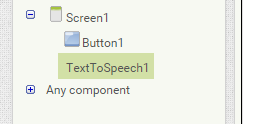 Screen1
Button1
TextToSpeech1
Any component